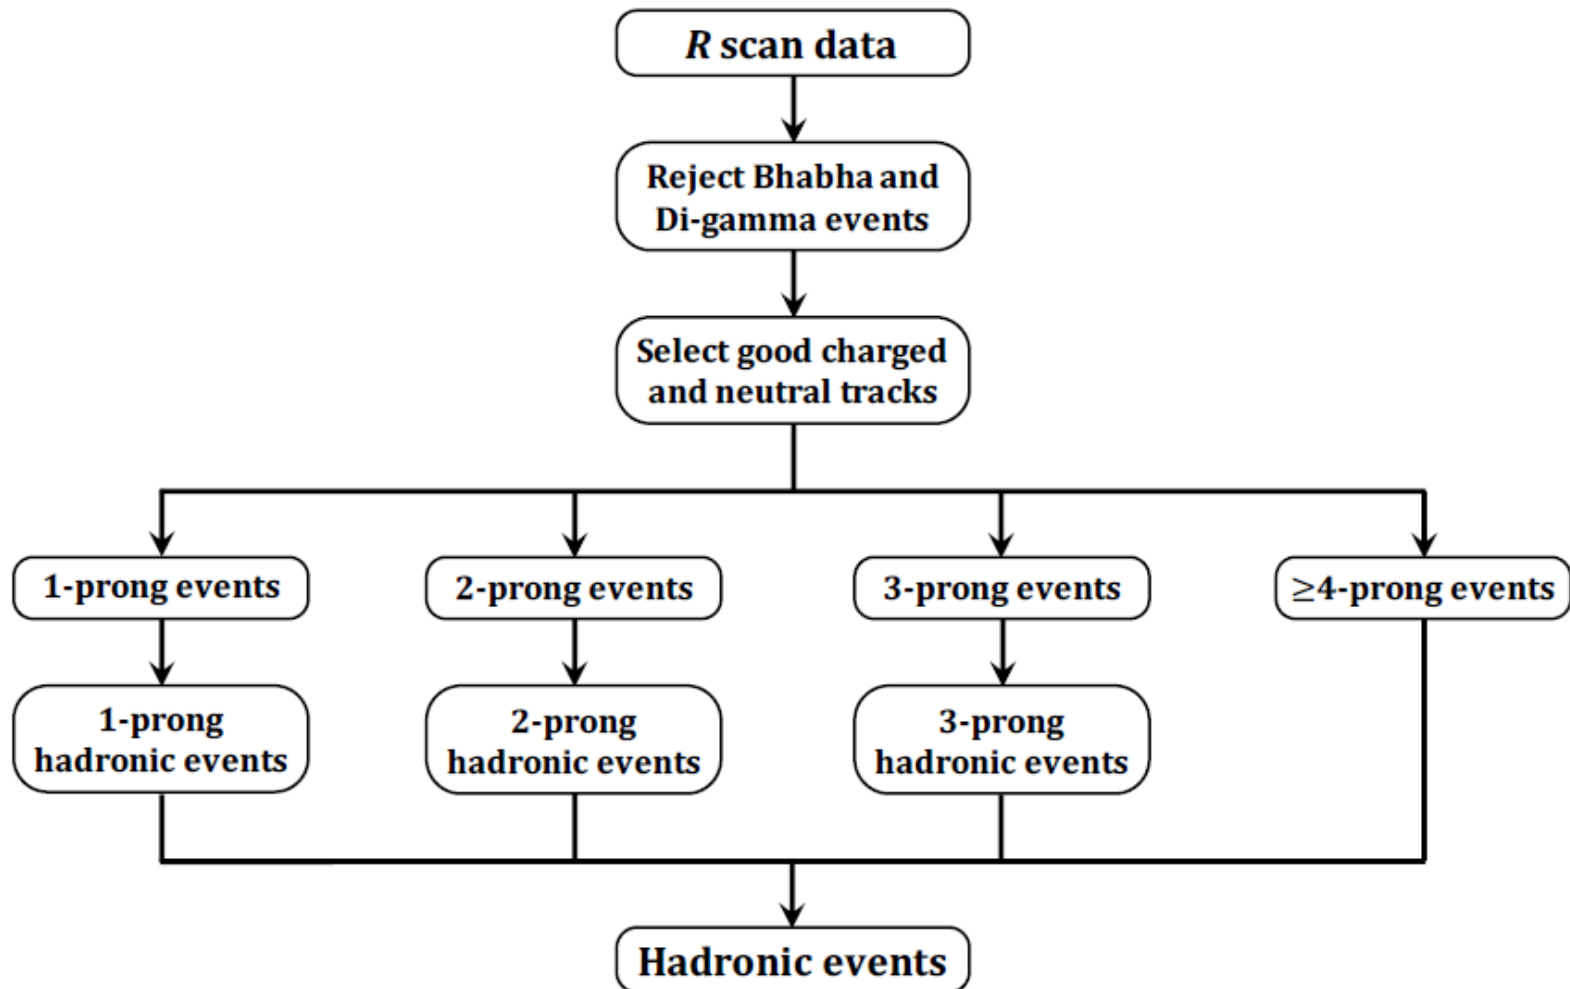 R scan data
Reject Bhabha and
Di-gamma events
Select good charged
and neutral tracks
1-prong events
2-prong events
3-prong events
≥4-prong events
1-prong
hadronic events
2-prong
hadronic events
3-prong
hadronic events
Hadronic events